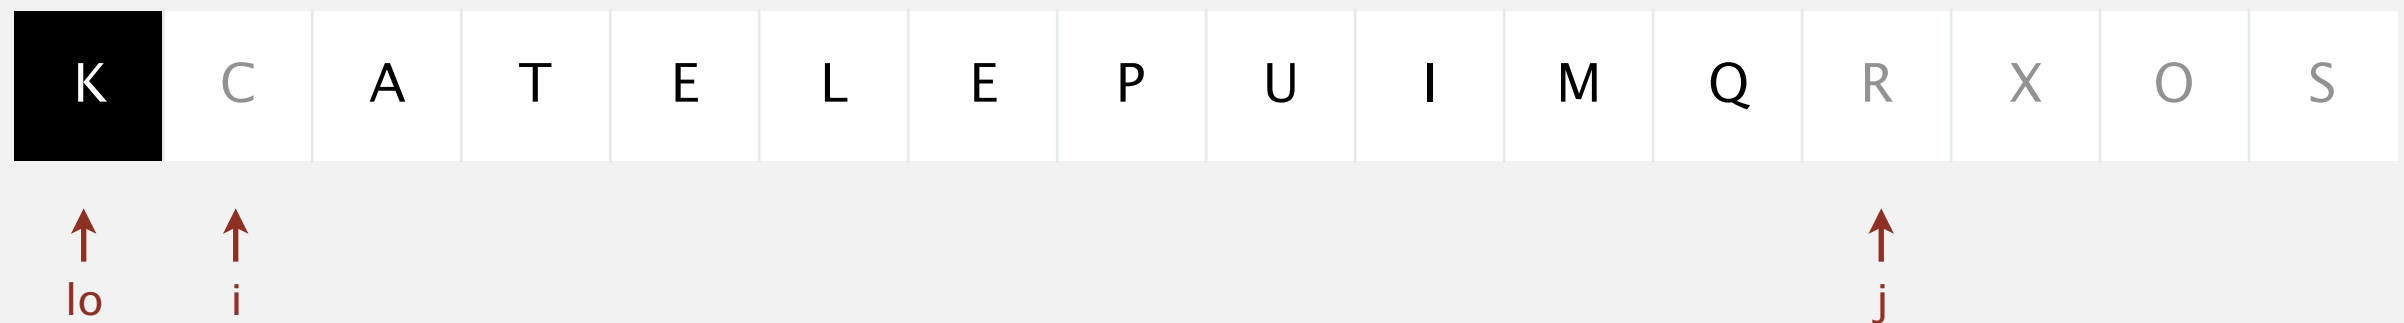 K C A T E L E P U I M Q R X O S
lo i j